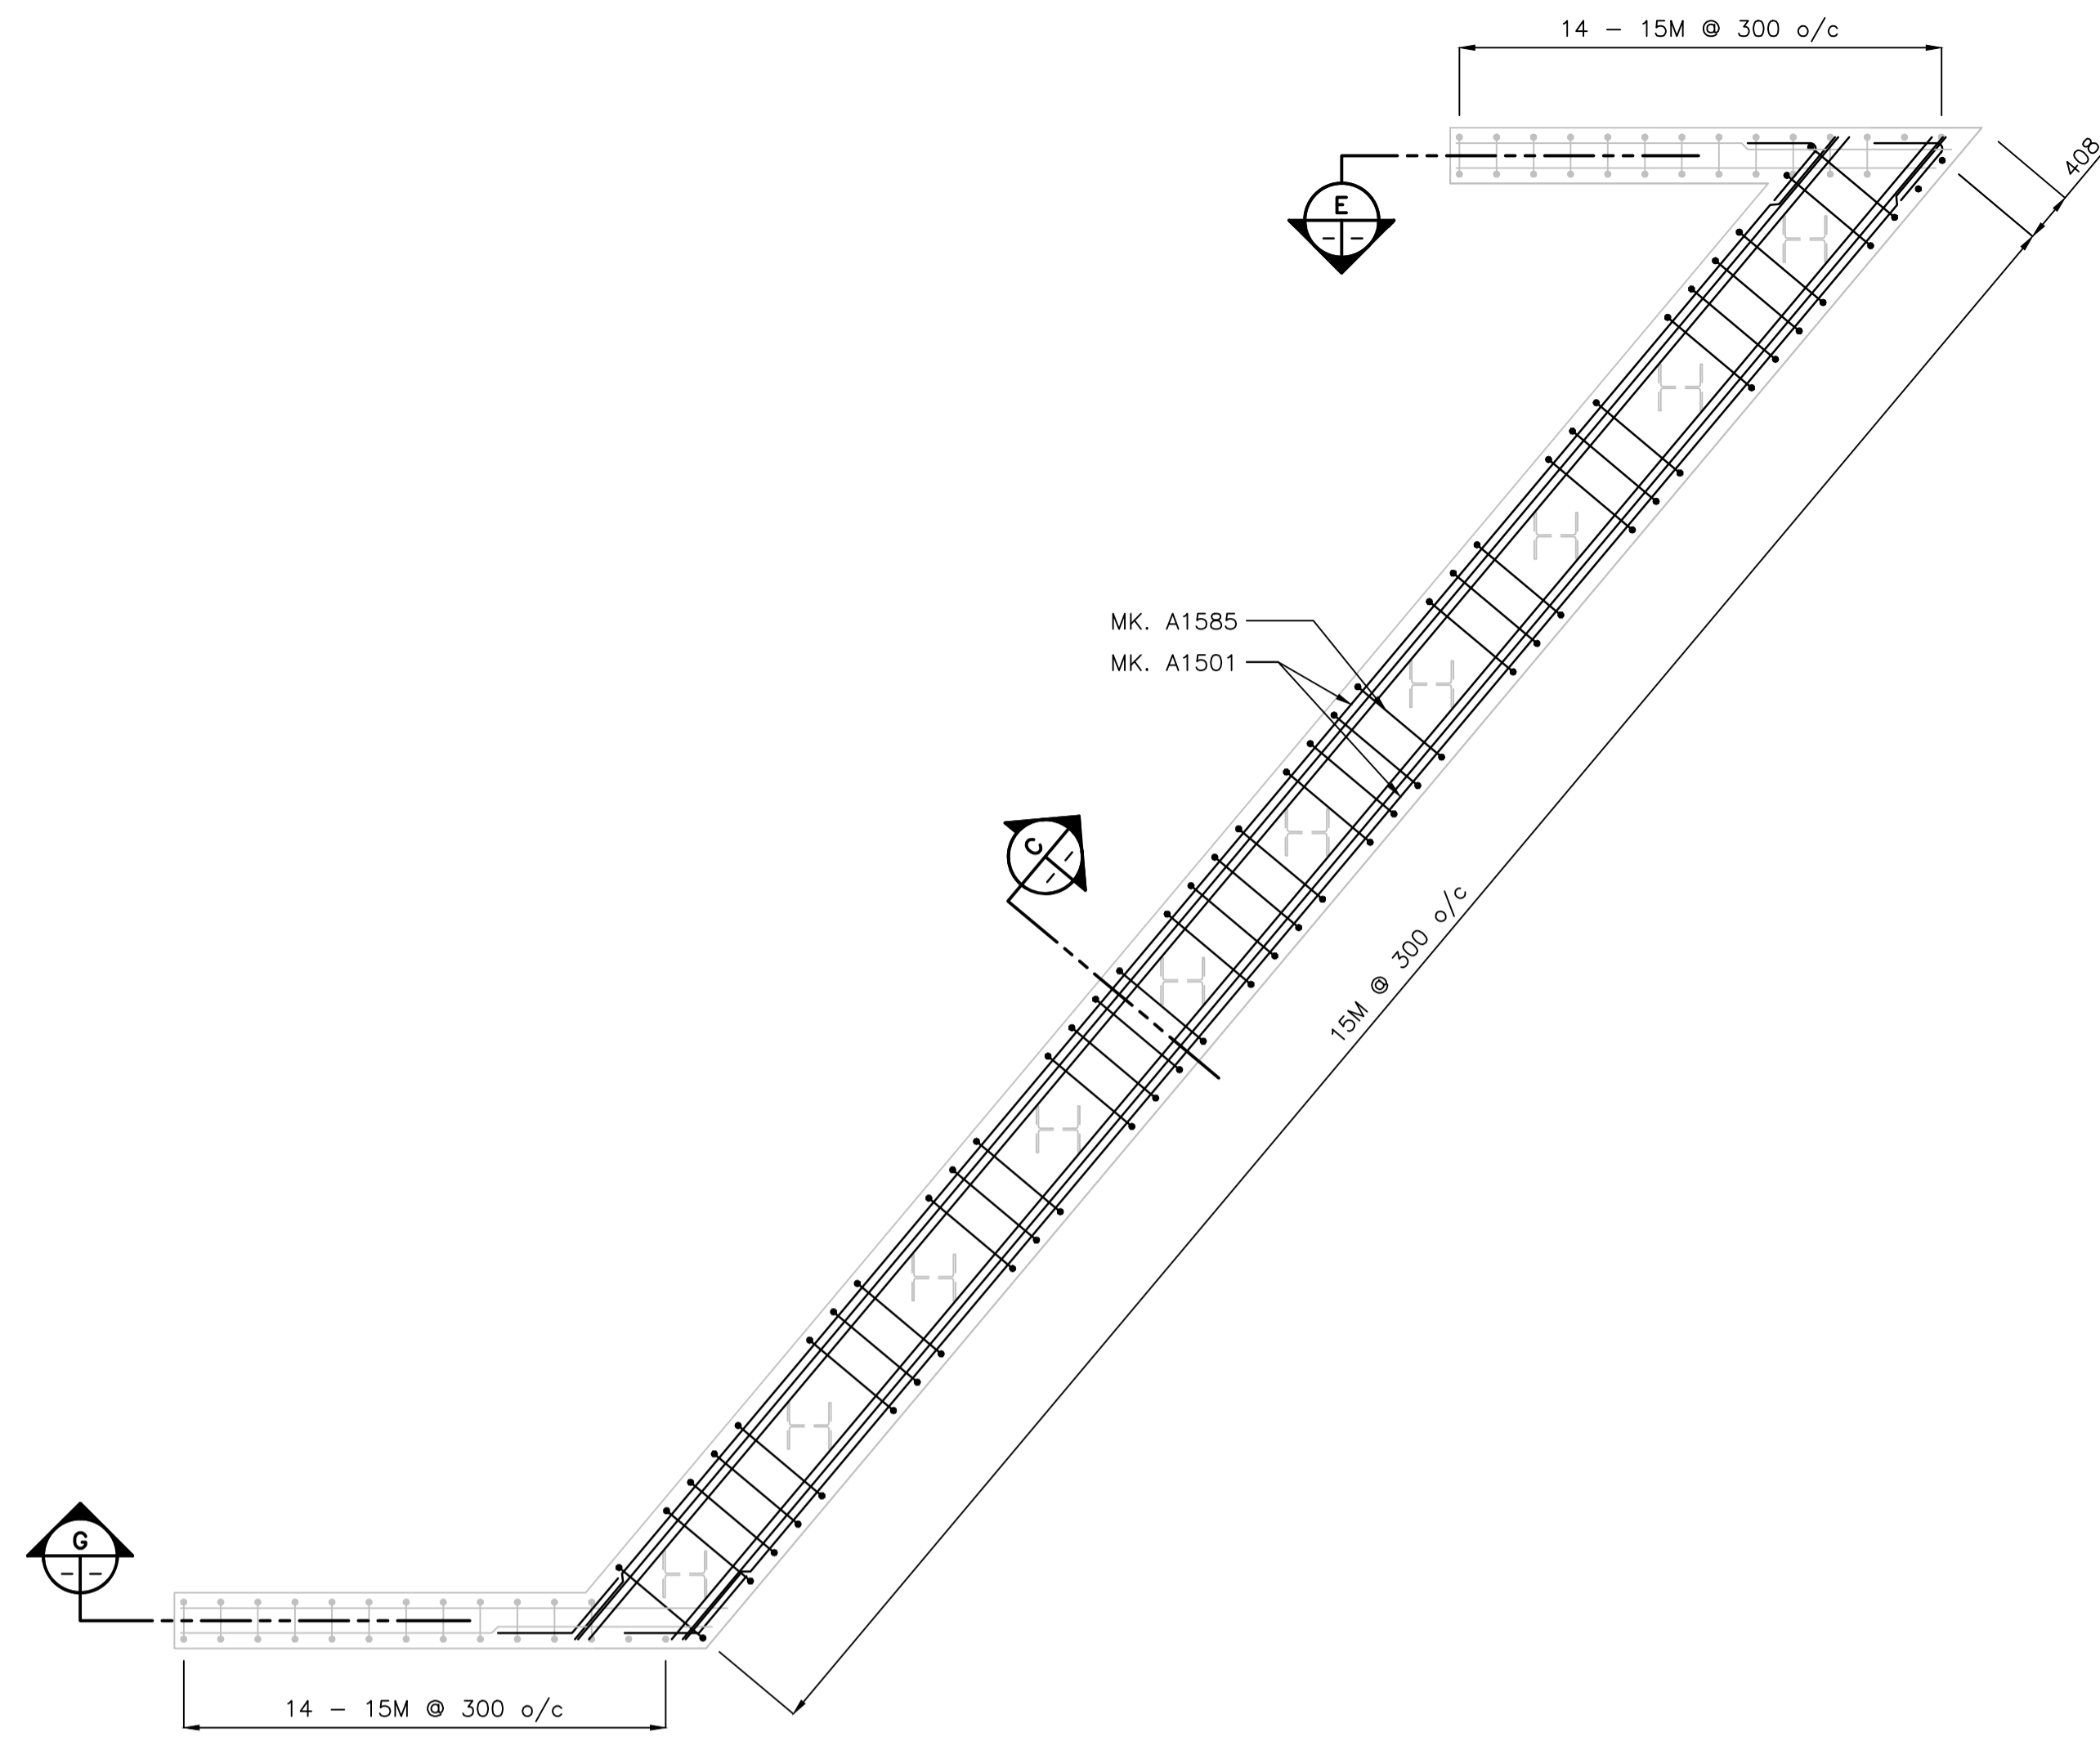 14 - 15M @ 300 o/c
408
E
- -
MK. A1585
MK. A1501
C
- -
15M @ 300 o/c
G
- -
14 - 15M @ 300 o/c